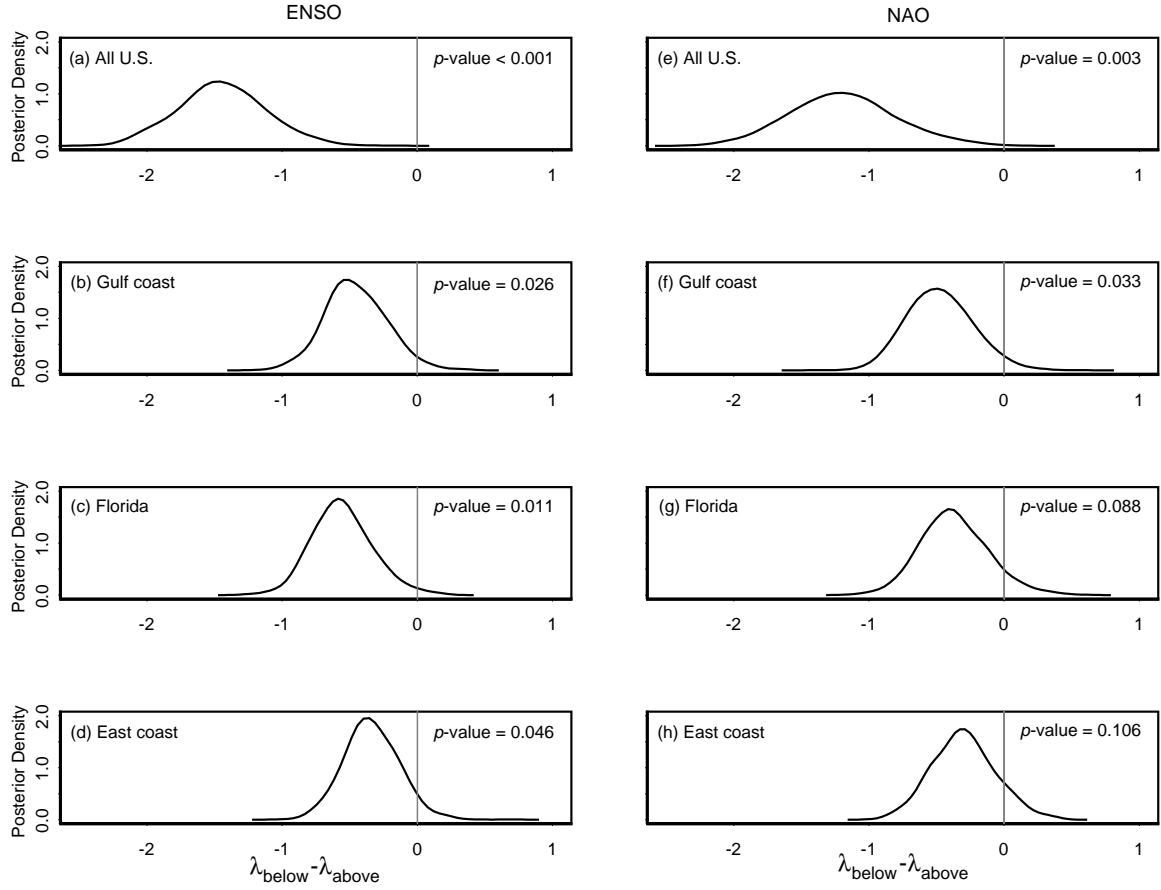 ENSO
NAO
Posterior Density
0.0 1.0 2.0
(a) All U.S.
p-value < 0.001
-2 -1 0 1
(e) All U.S.
p-value = 0.003
-2 -1 0 1
Posterior Density
0.0 1.0 2.0
(b) Gulf coast
p-value = 0.026
-2 -1 0 1
(f) Gulf coast
p-value = 0.033
-2 -1 0 1
Posterior Density
0.0 1.0 2.0
(c) Florida
p-value = 0.011
-2 -1 0 1
(g) Florida
p-value = 0.088
-2 -1 0 1
Posterior Density
0.0 1.0 2.0
(d) East coast
p-value = 0.046
-2 -1 0 1
λbelow-λabove
(h) East coast
p-value = 0.106
-2 -1 0 1
λbelow-λabove